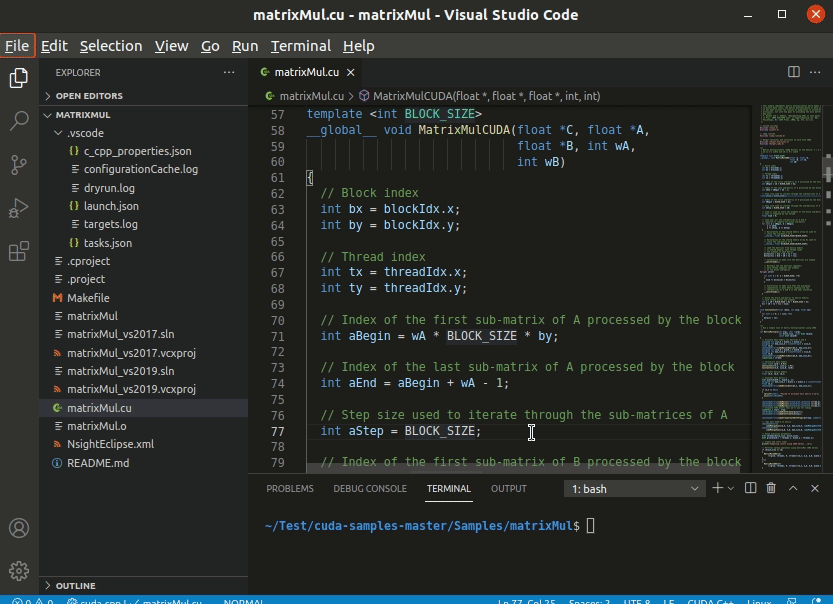 matrixMul.cu - matrixMul - Visual Studio Code
File Edit Selection View Go Run Terminal Help
EXPLORER
OPEN EDITORS
MATRIXMUL
.vscode
c_cpp_properties.json
configurationCache.log
dryrun.log
launch.json
targets.log
tasks.json
.cproject
.project
Makefile
matrixMul
matrixMul_vs2017.sln
matrixMul_vs2017.vcxproj
matrixMul_vs2019.sln
matrixMul_vs2019.vcxproj
matrixMul.cu
matrixMul.o
NsightEclipse.xml
README.md
OUTLINE
matrixMul.cu
matrixMul.cu > MatrixMulCUDA(float *, float *, float *, int, int)
57 template <int BLOCK_SIZE>
58 __global__ void MatrixMulCUDA(float *C, float *A,
59 float *B, int wA,
60 int wB)
61 {
62 // Block index
63 int bx = blockIdx.x;
64 int by = blockIdx.y;
65
66 // Thread index
67 int tx = threadIdx.x;
68 int ty = threadIdx.y;
69
70 // Index of the first sub-matrix of A processed by the block
71 int aBegin = wA * BLOCK_SIZE * by;
72
73 // Index of the last sub-matrix of A processed by the block
74 int aEnd = aBegin + wA - 1;
75
76 // Step size used to iterate through the sub-matrices of A
77 int aStep = BLOCK_SIZE;
78
79 // Index of the first sub-matrix of B processed by the block
PROBLEMS DEBUG CONSOLE TERMINAL OUTPUT 1: bash
~/Test/cuda-samples-master/Samples/matrixMul$
0 0 cuda.cpp | ✓ matrixMul.cu NORMAL Ln 77, Col 25 Spaces: 2 UTF-8 LF CUDA C++ Linux